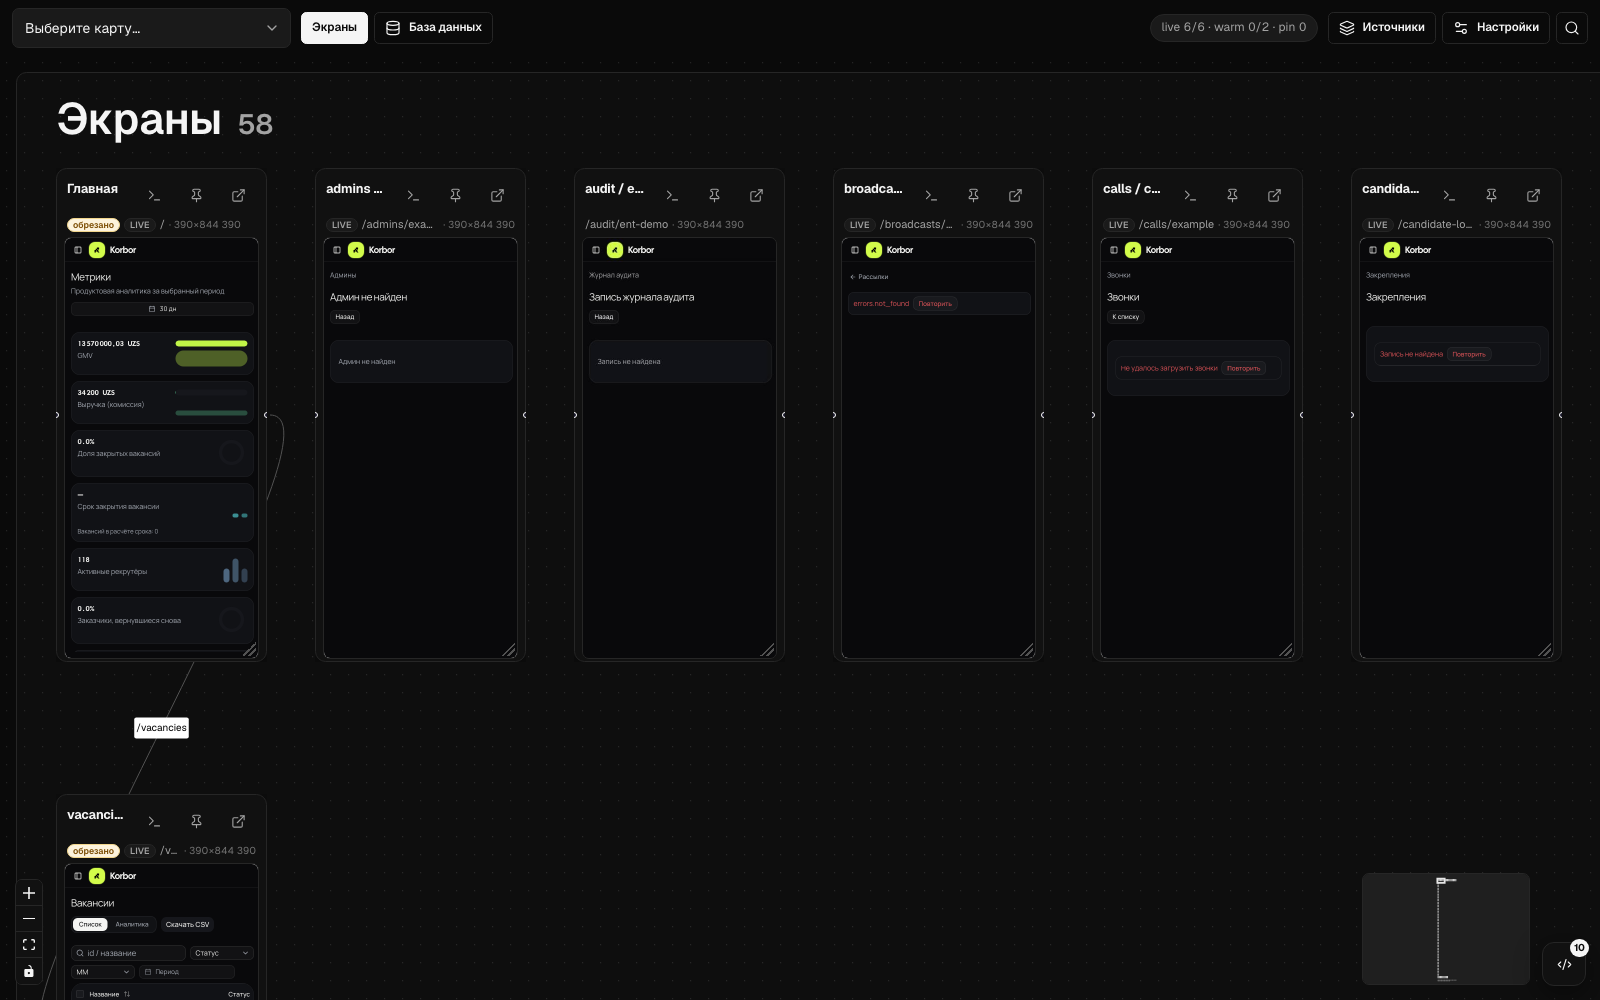 Выберите карту...
Экраны
База данных
live 6/6 · warm 0/2 · pin 0
Источники
Настройки
Экраны 58
Главная
обрезано LIVE / · 390×844 390
Korbor
Метрики
Продуктовая аналитика за выбранный период
30 дн
13 570 000,03 UZS
GMV
34 200 UZS
Выручка (комиссия)
0.0%
Доля закрытых вакансий
—
Срок закрытия вакансии
Вакансий в расчёте срока: 0
118
Активные рекрутёры
0.0%
Заказчики, вернувшиеся снова
admins ...
LIVE /admins/exa... · 390×844 390
Korbor
Админы
Админ не найден
Назад
Админ не найден
audit / e...
/audit/ent-demo · 390×844 390
Korbor
Журнал аудита
Запись журнала аудита
Назад
Запись не найдена
broadca...
LIVE /broadcasts/... · 390×844 390
Korbor
← Рассылки
errors.not_found Повторить
calls / c...
LIVE /calls/example · 390×844 390
Korbor
Звонки
Звонки
К списку
Не удалось загрузить звонки Повторить
candida...
LIVE /candidate-lo... · 390×844 390
Korbor
Закрепления
Закрепления
Запись не найдена Повторить
/vacancies
vacanci...
обрезано LIVE /v... · 390×844 390
Korbor
Вакансии
Список Аналитика Скачать CSV
id / название Статус
MM Период
Название Статус
10